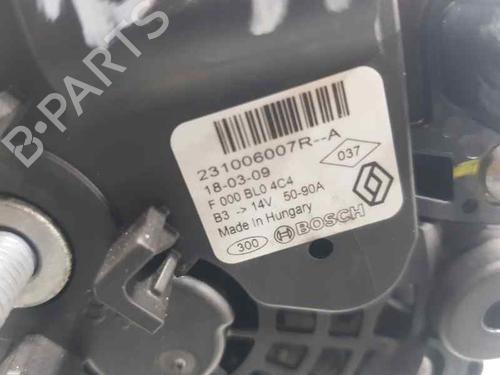 231006007R--A
18-03-09
037
F 000 BL0 4C4
B3 -> 14V 50-90A
Made In Hungary
300 BOSCH
B-PARTS